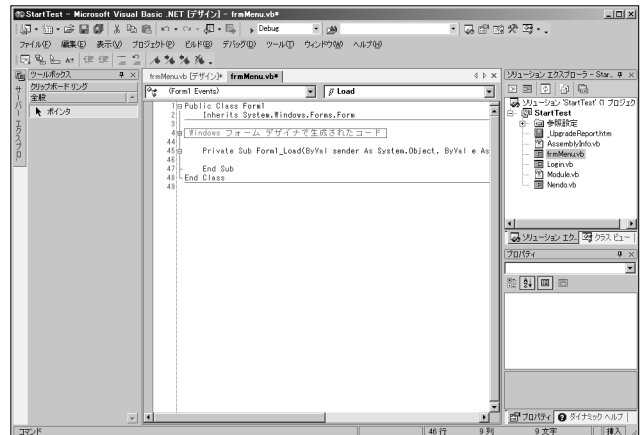 StartTest - Microsoft Visual Basic .NET [デザイン] - frmMenu.vb*
Debug
ファイル(F) 編集(E) 表示(V) プロジェクト(P) ビルド(B) デバッグ(D) ツール(T) ウィンドウ(W) ヘルプ(H)
サーバー エクスプロー
ツールボックス
クリップボード リング
全般
ポインタ
frmMenu.vb [デザイン]* frmMenu.vb*
(Form1 Events) Load
1 Public Class Form1
2 Inherits System.Windows.Forms.Form
3
4 Windows フォーム デザイナで生成されたコード
44
45 Private Sub Form1_Load(ByVal sender As System.Object, ByVal e As
46
47 End Sub
48 End Class
49
ソリューション エクスプローラ - Star...
ソリューション 'StartTest' (1 プロジェク
StartTest
参照設定
_UpgradeReport.htm
AssemblyInfo.vb
frmMenu.vb
Login.vb
Module.vb
Nendo.vb
ソリューション エク... クラス ビュー
プロパティ
プロパティ ダイナミック ヘルプ
コマンド 46 行 9 列 9 文字 挿入